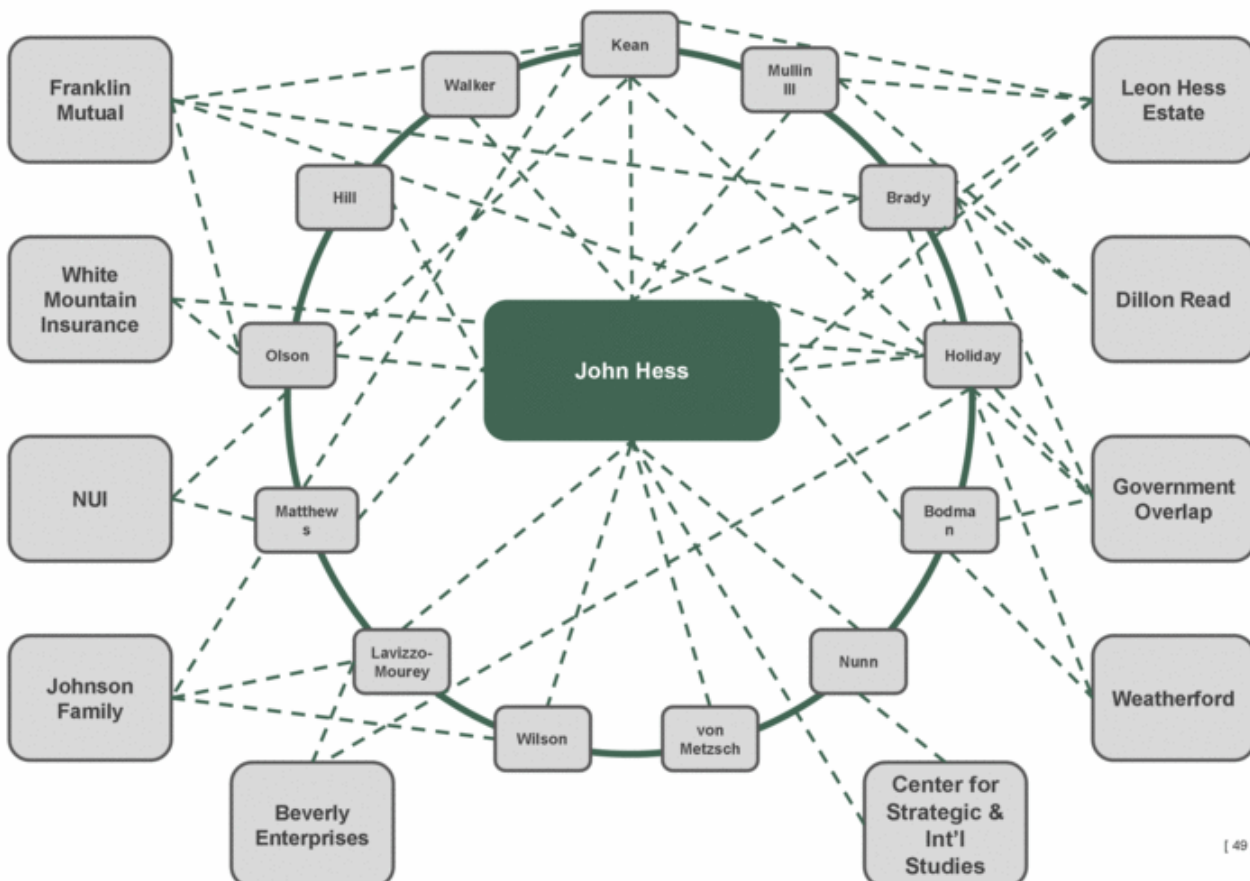 Kean
Mullin
III
Franklin
Mutual
Walker
Leon Hess
Estate
Hill
Brady
White
Mountain
Insurance
Dillon Read
Olson
John Hess
Holiday
NUI
Matthew
s
Bodma
n
Government
Overlap
Johnson
Family
Lavizzo-
Mourey
Nunn
Weatherford
Wilson
von
Metzsch
Beverly
Enterprises
Center for
Strategic &
Int'l
Studies
[ 49